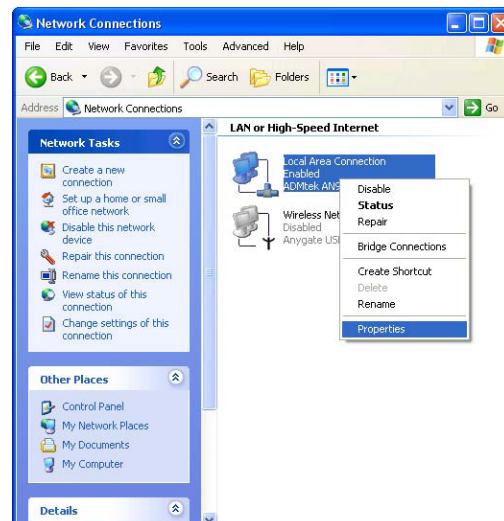 Network Connections
File Edit View Favorites Tools Advanced Help
Back Search Folders
Address Network Connections Go
Network Tasks
Create a new
connection
Set up a home or small
office network
Disable this network
device
Repair this connection
Rename this connection
View status of this
connection
Change settings of this
connection
Other Places
Control Panel
My Network Places
My Documents
My Computer
Details
LAN or High-Speed Internet
Local Area Connection
Enabled
ADMtek
Wireless
Disabled
Anygate
Disable
Status
Repair
Bridge Connections
Create Shortcut
Delete
Rename
Properties